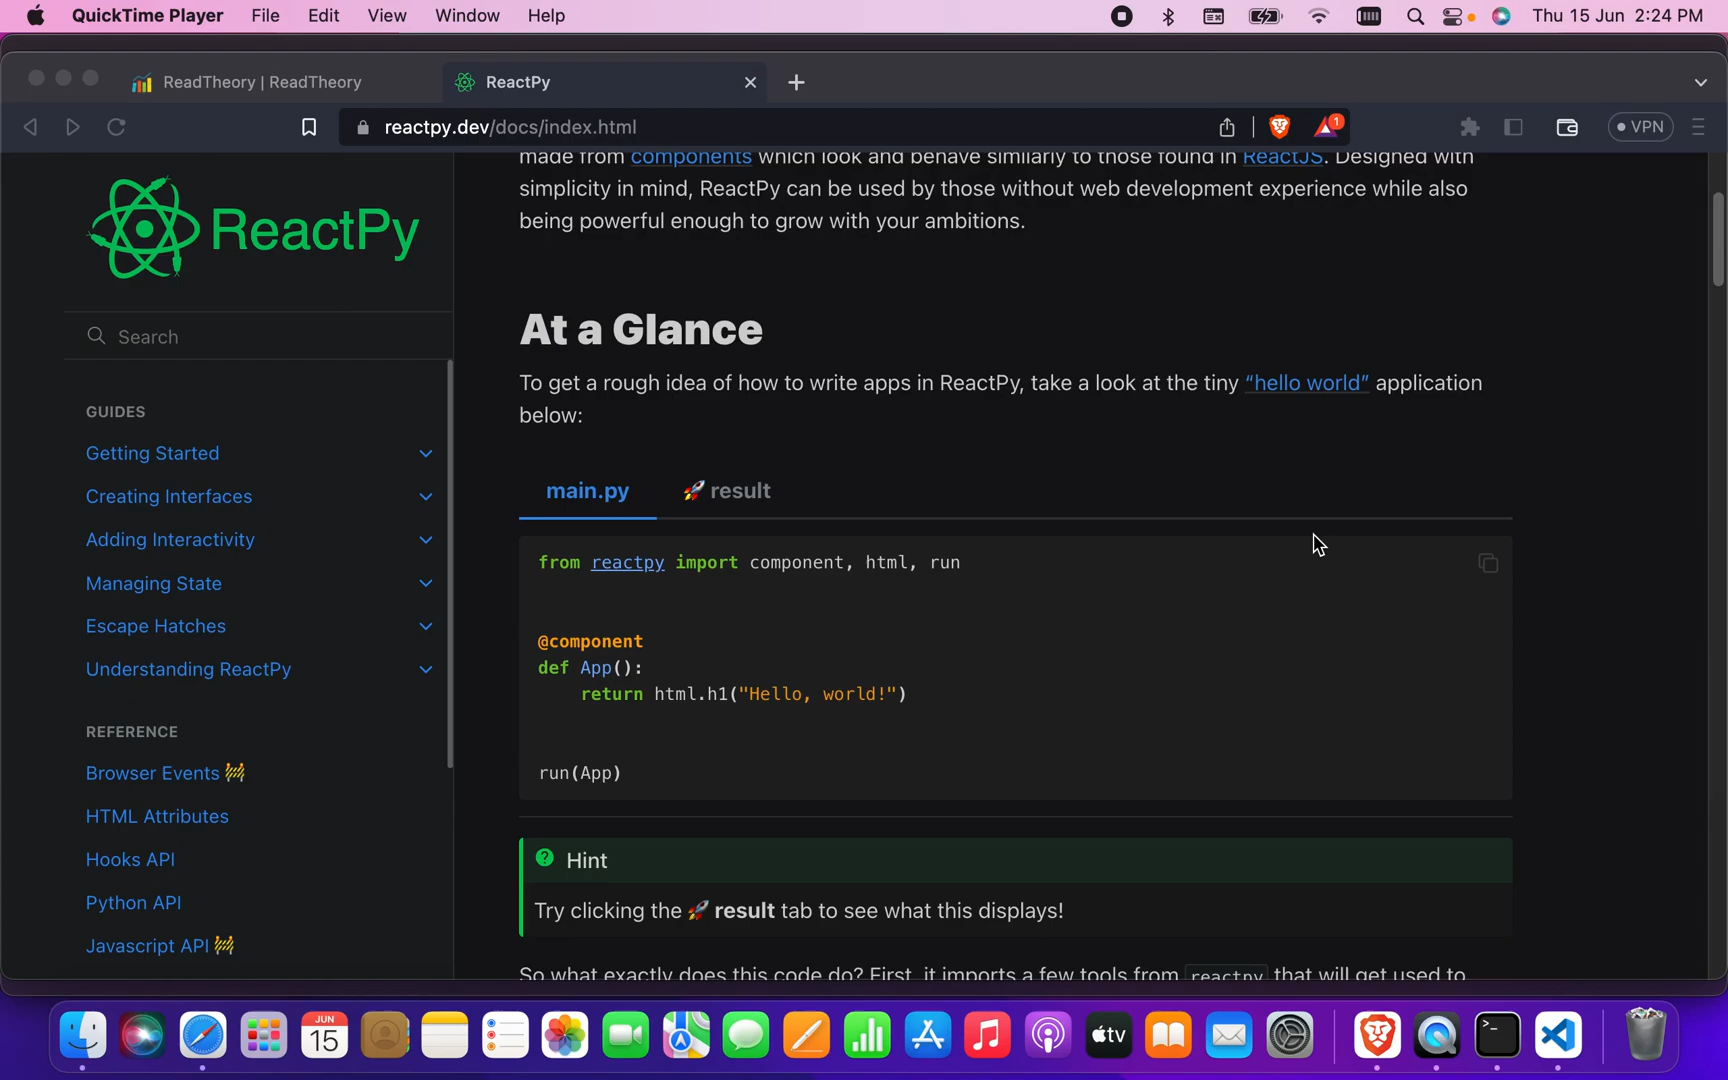 QuickTime Player File Edit View Window Help Thu 15 Jun 2:24 PM
ReadTheory | ReadTheory ReactPy
reactpy.dev/docs/index.html 1 VPN
made from components which look and behave similarly to those found in ReactJS. Designed with
simplicity in mind, ReactPy can be used by those without web development experience while also
being powerful enough to grow with your ambitions.
ReactPy
Search
GUIDES
Getting Started
Creating Interfaces
Adding Interactivity
Managing State
Escape Hatches
Understanding ReactPy
REFERENCE
Browser Events 🚧
HTML Attributes
Hooks API
Python API
Javascript API 🚧
At a Glance
To get a rough idea of how to write apps in ReactPy, take a look at the tiny “hello world” application
below:
main.py 🚀 result
from reactpy import component, html, run
@component
def App():
    return html.h1("Hello, world!")
run(App)
Hint
Try clicking the 🚀 result tab to see what this displays!
So what exactly does this code do? First, it imports a few tools from reactpy that will get used to
JUN
15
tv